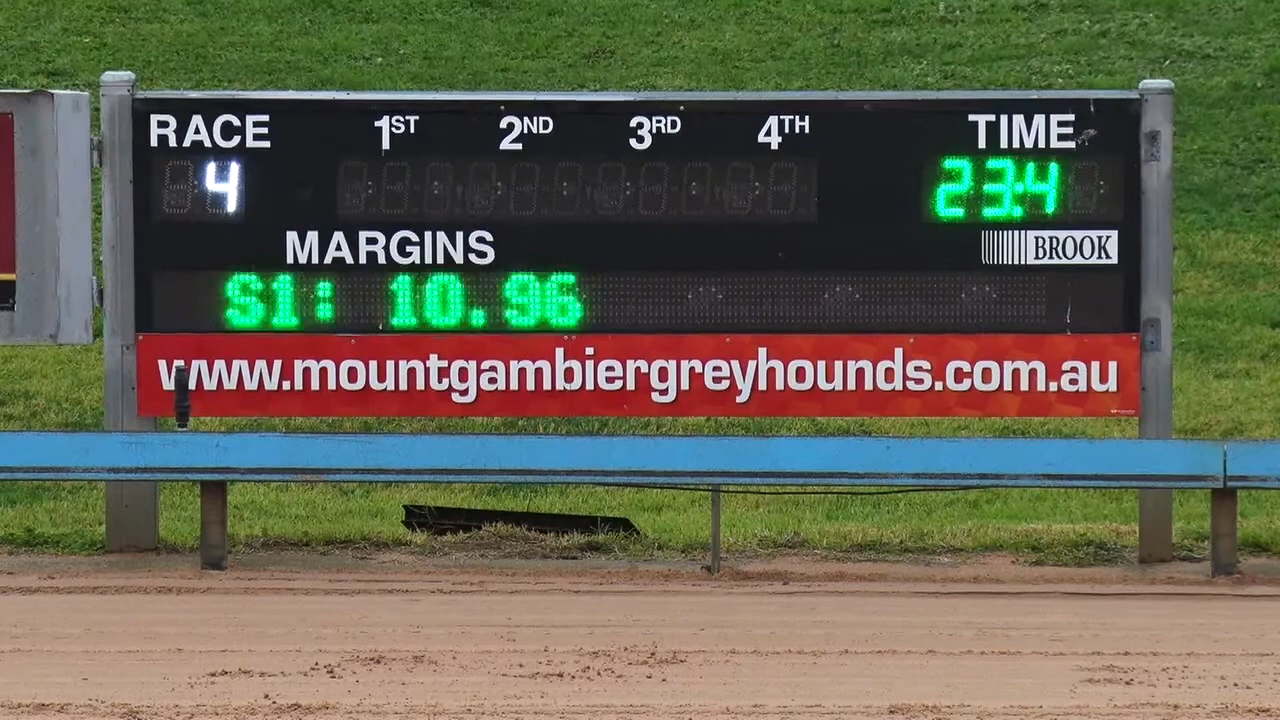 RACE 1ST 2ND 3RD 4TH TIME
4 23:4
MARGINS BROOK
S1: 10.96
www.mountgambiergreyhounds.com.au